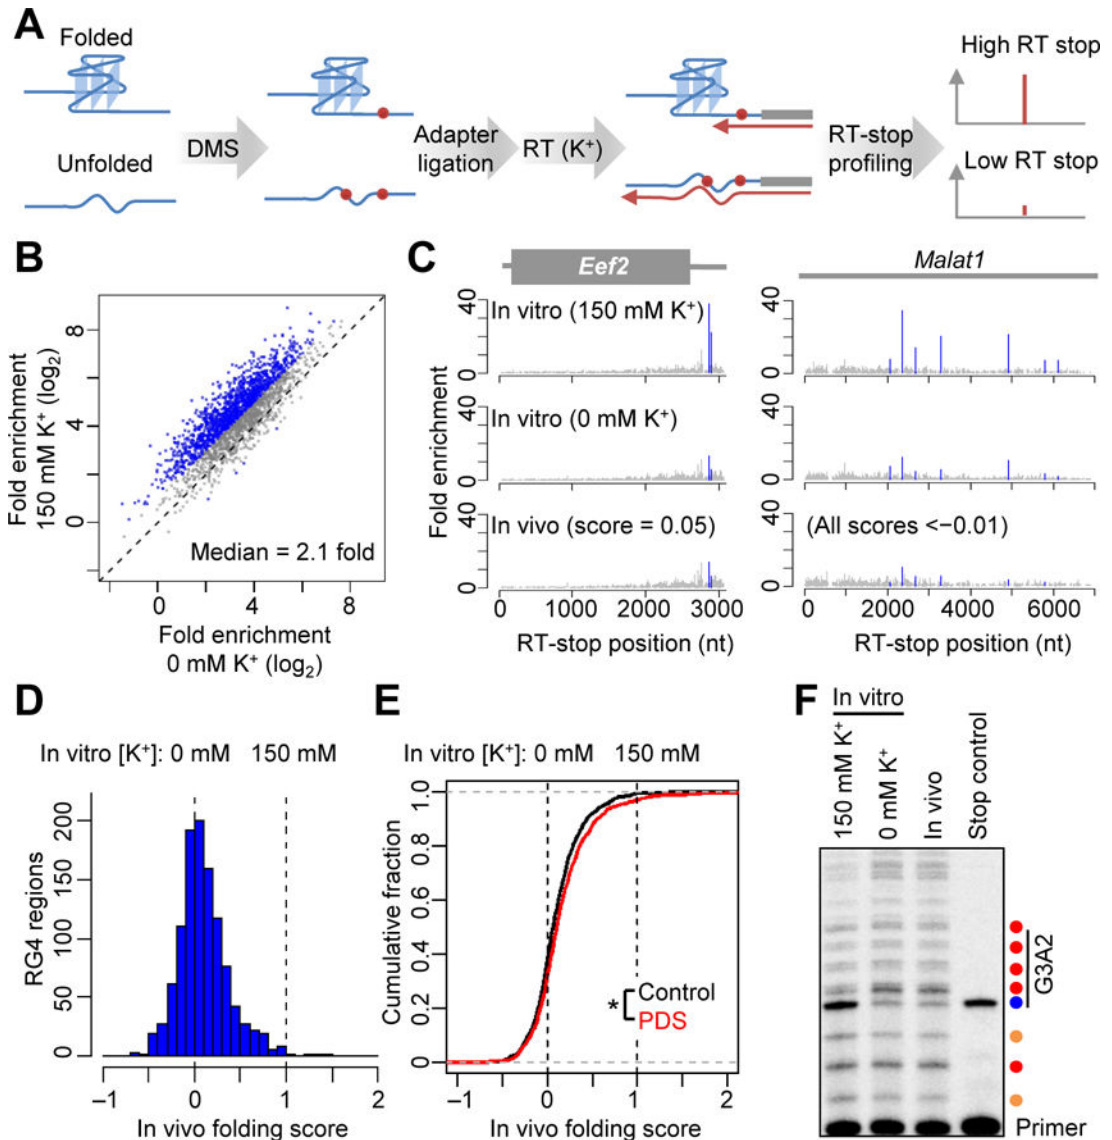 A
Folded
Unfolded
DMS
Adapter
ligation
RT (K⁺)
RT-stop
profiling
High RT stop
Low RT stop
B
Fold enrichment
150 mM K⁺ (log₂)
8
4
0
Median = 2.1 fold
0 4 8
Fold enrichment
0 mM K⁺ (log₂)
C
Eef2
Malat1
Fold enrichment
40
0
In vitro (150 mM K⁺)
40
0
In vitro (0 mM K⁺)
40
0
In vivo (score = 0.05)
(All scores <−0.01)
40
0
40
0
40
0
0 1000 2000 3000
RT-stop position (nt)
0 2000 4000 6000
RT-stop position (nt)
D
In vitro [K⁺]: 0 mM 150 mM
RG4 regions
200
150
100
50
0
−1 0 1 2
In vivo folding score
E
In vitro [K⁺]: 0 mM 150 mM
Cumulative fraction
1.0
0.8
0.6
0.4
0.2
0
* Control
PDS
−1 0 1 2
In vivo folding score
F
In vitro
150 mM K⁺
0 mM K⁺
In vivo
Stop control
G3A2
Primer